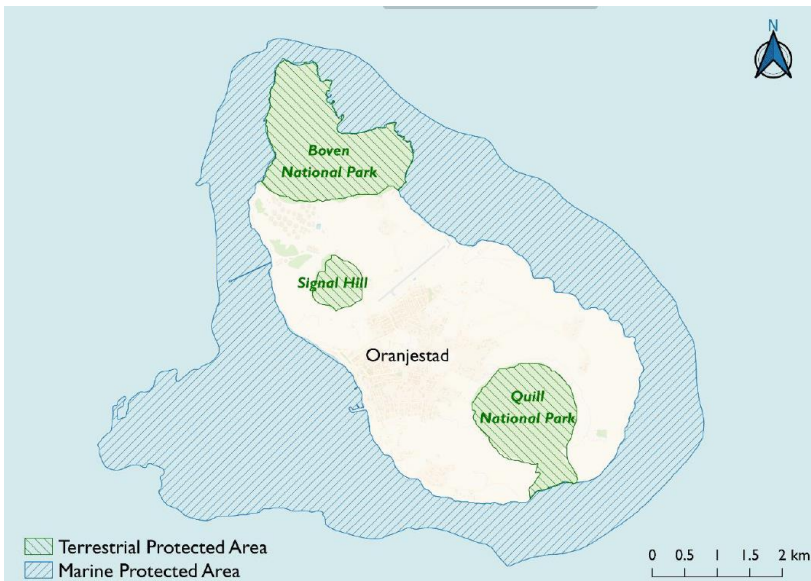 N
Boven
National Park
Signal Hill
Oranjestad
Quill
National Park
Terrestrial Protected Area
Marine Protected Area
0 0.5 1 1.5 2 km